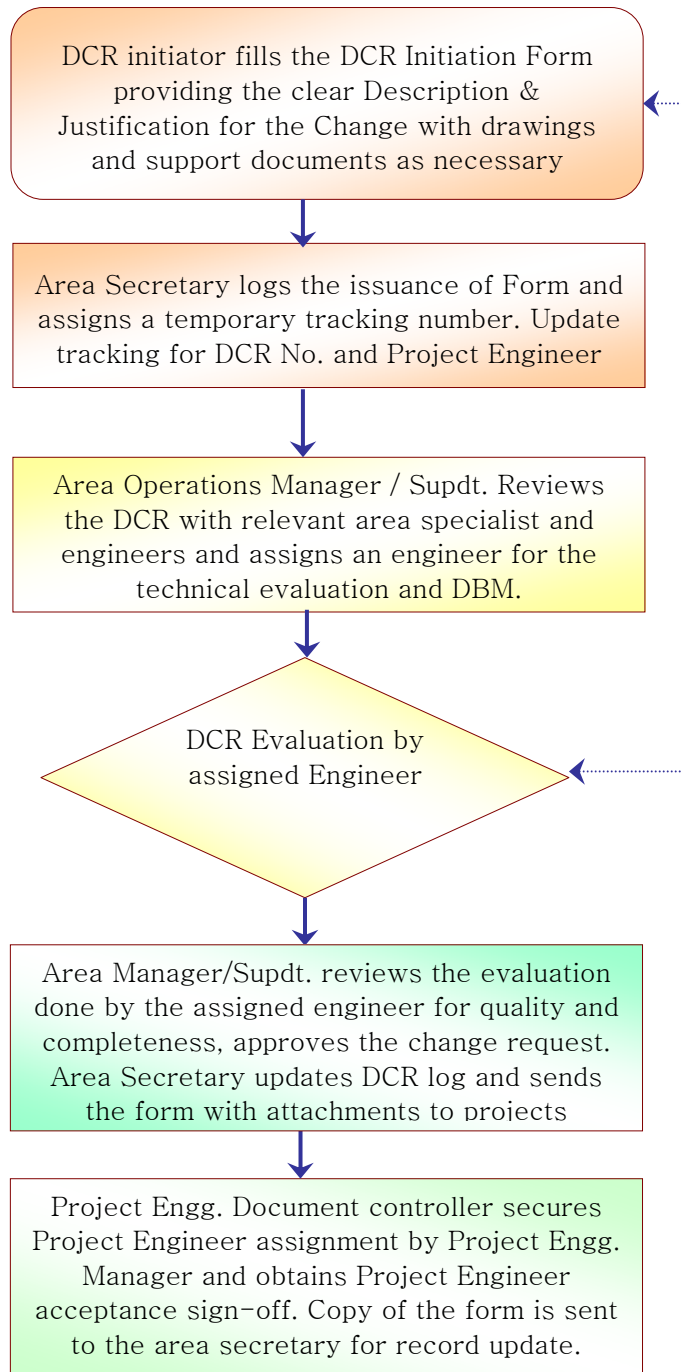 DCR initiator fills the DCR Initiation Form
providing the clear Description &
Justification for the Change with drawings
and support documents as necessary
Area Secretary logs the issuance of Form and
assigns a temporary tracking number. Update
tracking for DCR No. and Project Engineer
Area Operations Manager / Supdt. Reviews
the DCR with relevant area specialist and
engineers and assigns an engineer for the
technical evaluation and DBM.
DCR Evaluation by
assigned Engineer
Area Manager/Supdt. reviews the evaluation
done by the assigned engineer for quality and
completeness, approves the change request.
Area Secretary updates DCR log and sends
the form with attachments to projects
Project Engg. Document controller secures
Project Engineer assignment by Project Engg.
Manager and obtains Project Engineer
acceptance sign-off. Copy of the form is sent
to the area secretary for record update.